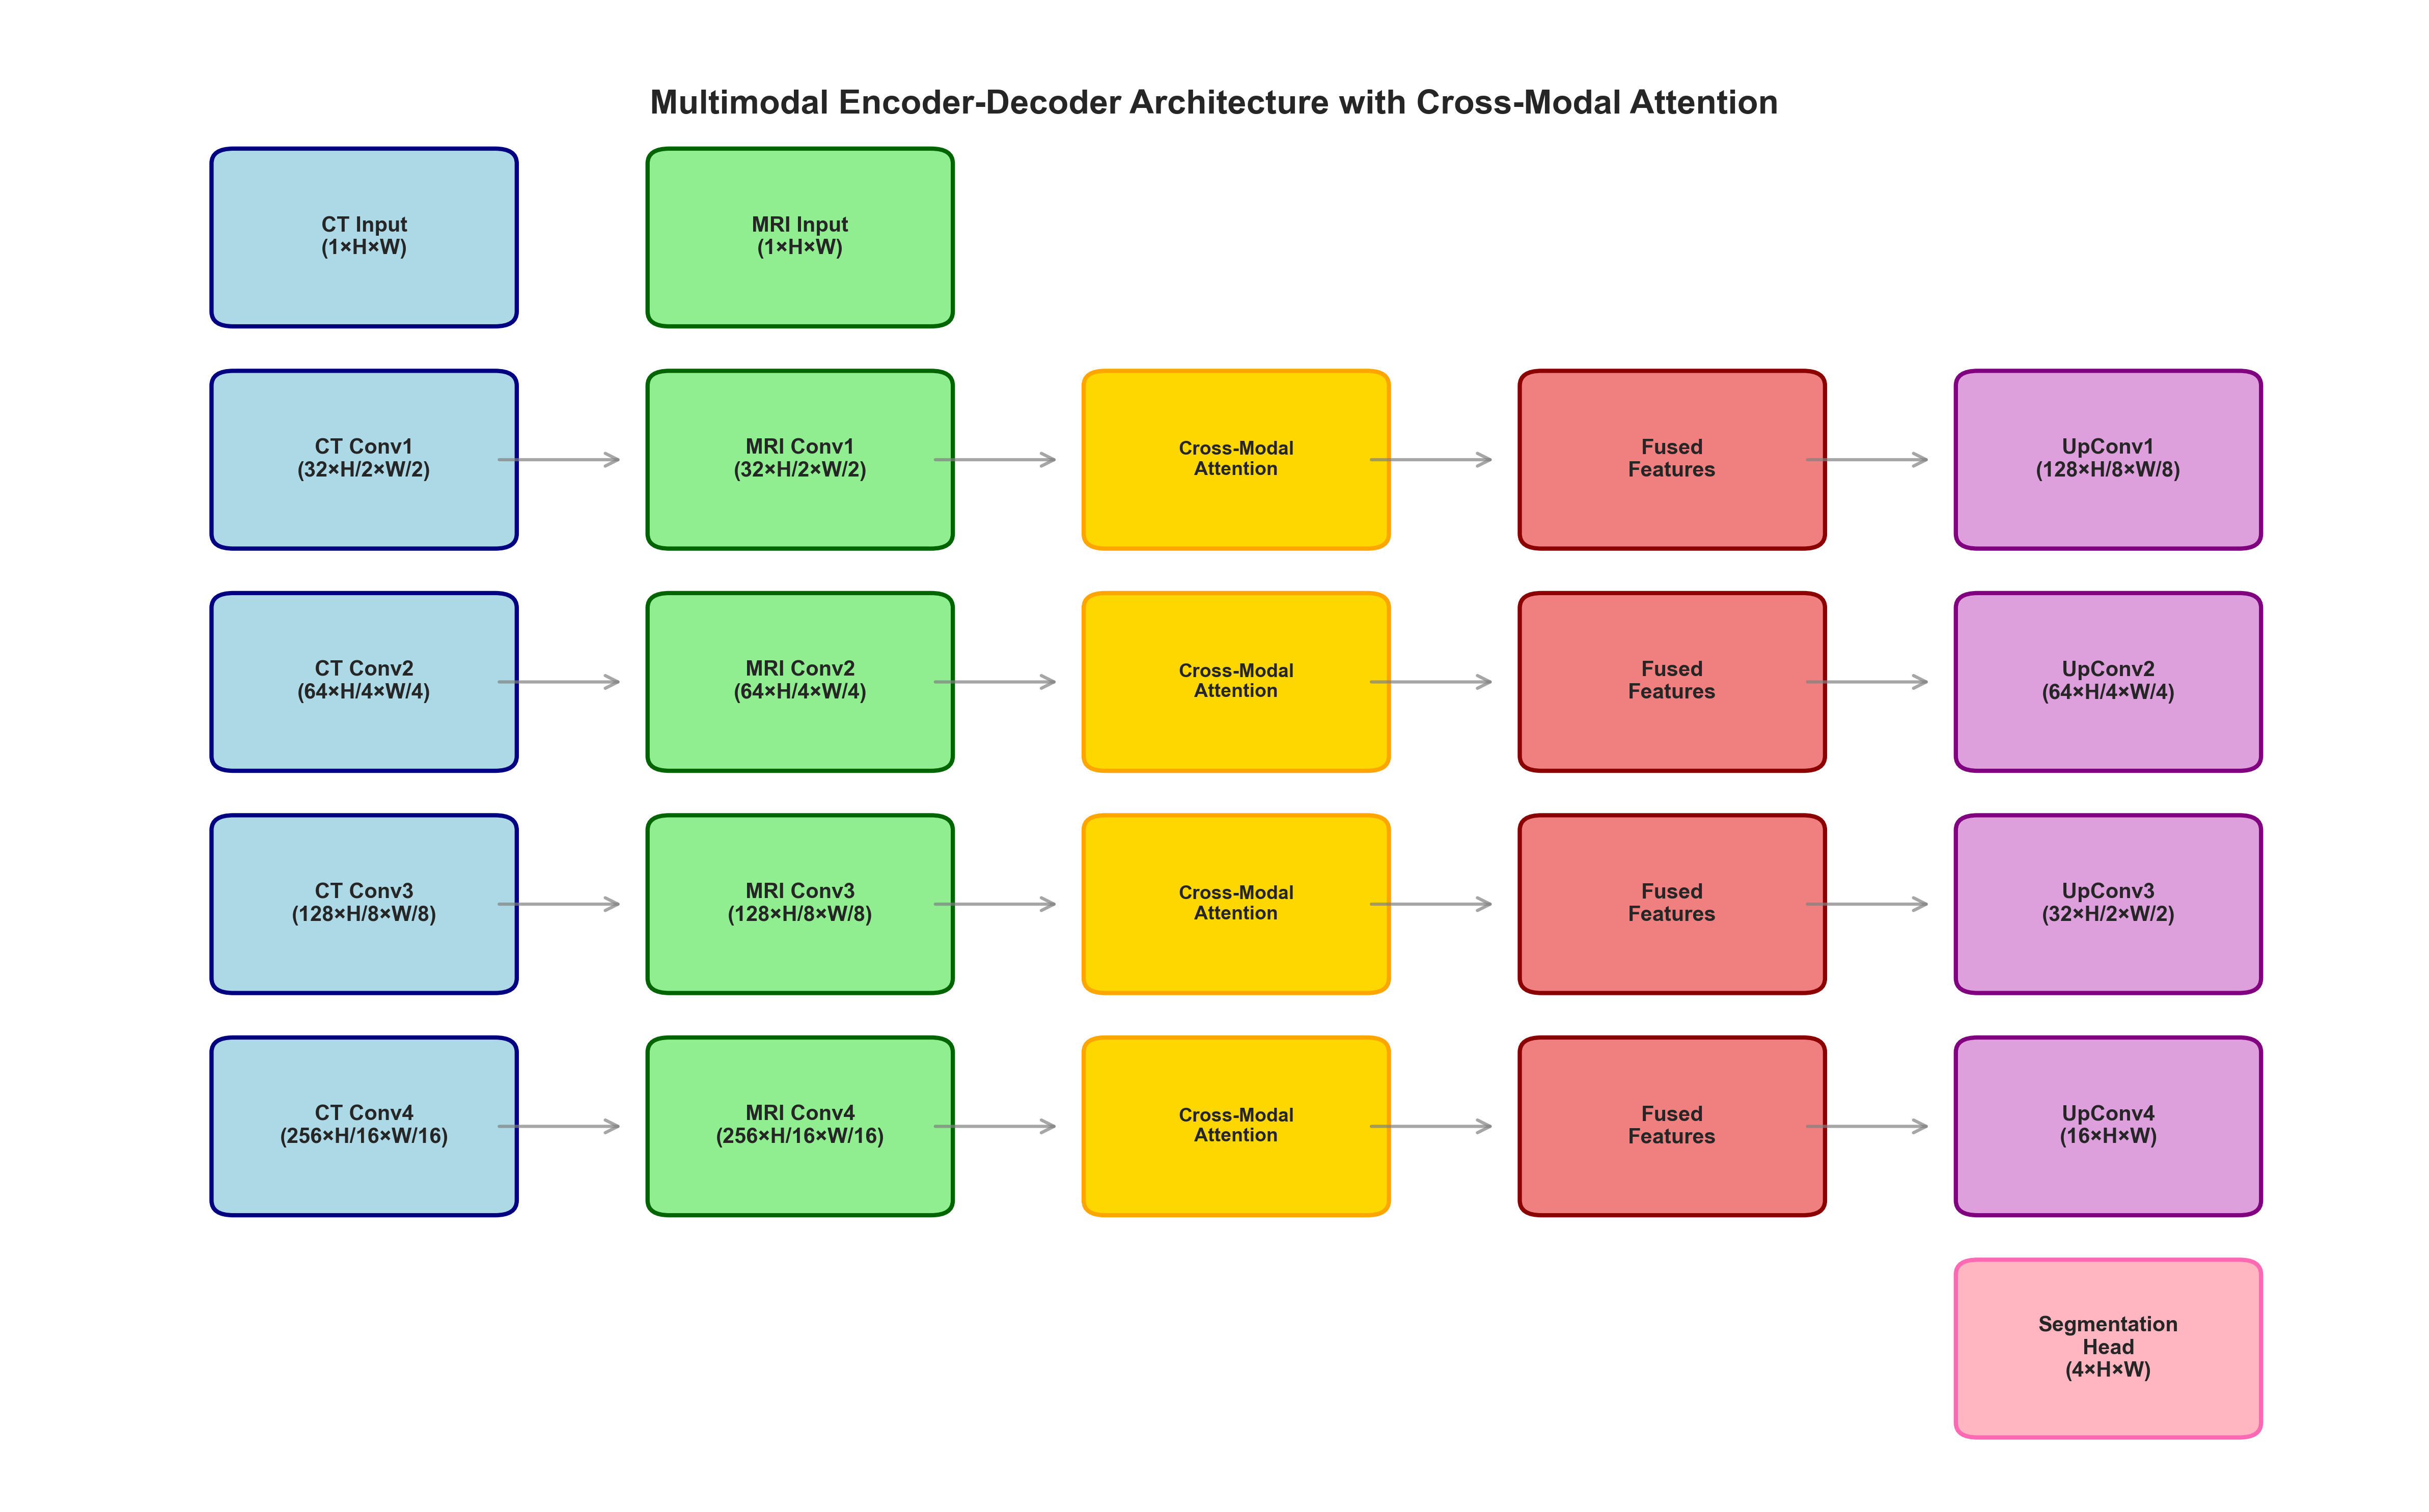 Multimodal Encoder-Decoder Architecture with Cross-Modal Attention
CT Input
(1×H×W)
MRI Input
(1×H×W)
CT Conv1
(32×H/2×W/2)
MRI Conv1
(32×H/2×W/2)
Cross-Modal
Attention
Fused
Features
UpConv1
(128×H/8×W/8)
CT Conv2
(64×H/4×W/4)
MRI Conv2
(64×H/4×W/4)
Cross-Modal
Attention
Fused
Features
UpConv2
(64×H/4×W/4)
CT Conv3
(128×H/8×W/8)
MRI Conv3
(128×H/8×W/8)
Cross-Modal
Attention
Fused
Features
UpConv3
(32×H/2×W/2)
CT Conv4
(256×H/16×W/16)
MRI Conv4
(256×H/16×W/16)
Cross-Modal
Attention
Fused
Features
UpConv4
(16×H×W)
Segmentation
Head
(4×H×W)